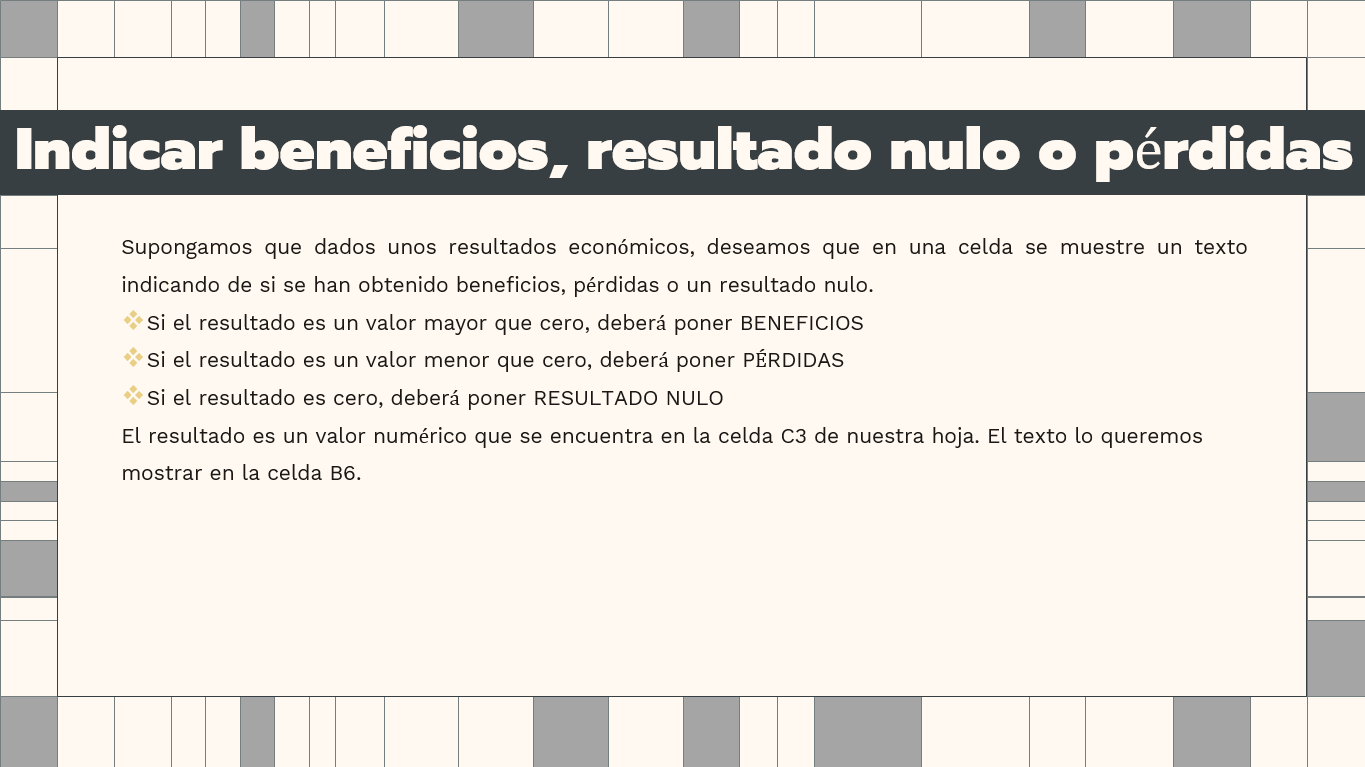 Indicar beneficios, resultado nulo o pérdidas
Supongamos que dados unos resultados económicos, deseamos que en una celda se muestre un texto
indicando de si se han obtenido beneficios, pérdidas o un resultado nulo.
❖Si el resultado es un valor mayor que cero, deberá poner BENEFICIOS
❖Si el resultado es un valor menor que cero, deberá poner PÉRDIDAS
❖Si el resultado es cero, deberá poner RESULTADO NULO
El resultado es un valor numérico que se encuentra en la celda C3 de nuestra hoja. El texto lo queremos
mostrar en la celda B6.